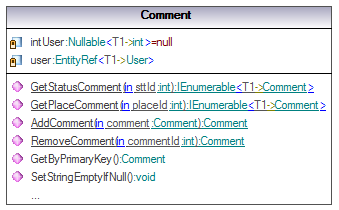 Comment
intUser:Nullable<T1->int>=null
user:EntityRef<T1->User>
GetStatusComment(in sttId:int):IEnumerable<T1->Comment>
GetPlaceComment(in placeId:int):IEnumerable<T1->Comment>
AddComment(in comment:Comment):Comment
RemoveComment(in commentId:int):Comment
GetByPrimaryKey():Comment
SetStringEmptyIfNull():void
...